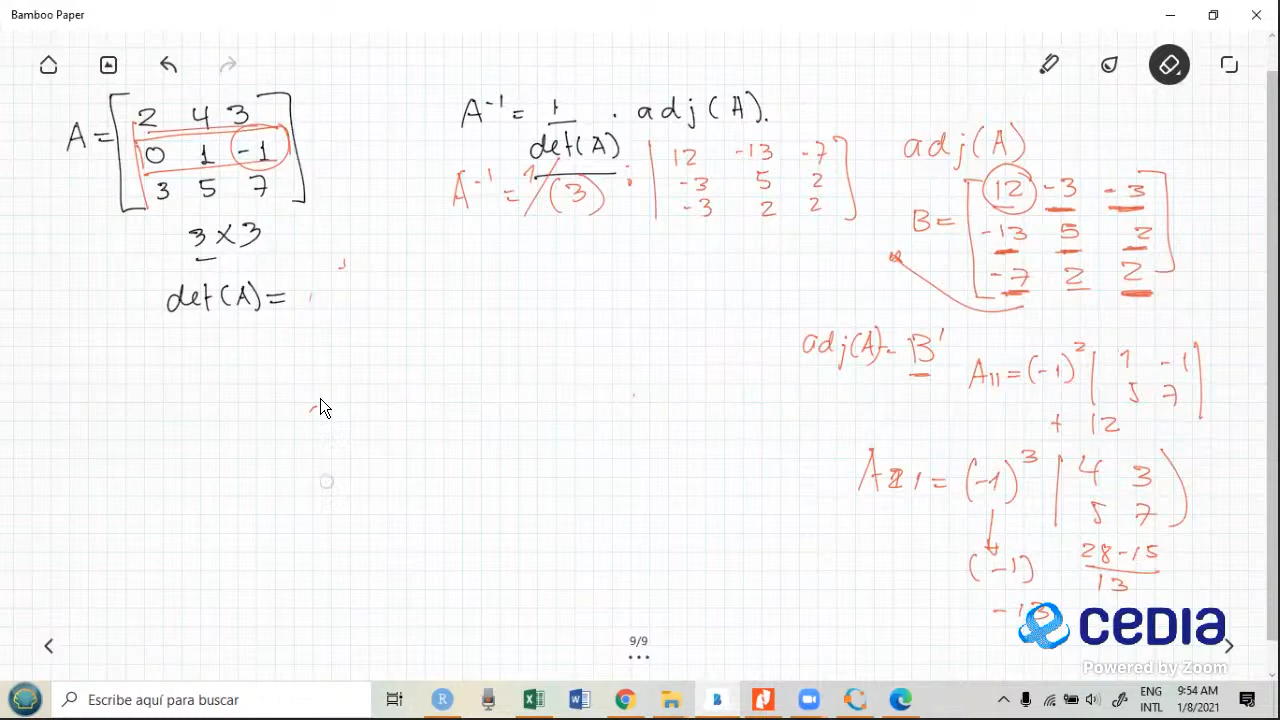 Bamboo Paper
A = [ 2 4 3
0 1 -1
3 5 7 ]
3 × 3
det(A) =
A⁻¹ = 1 / det(A) · adj(A).
A⁻¹ = 1/(3) · | 12 -13 -7
-3 5 2
-3 2 2 ]
adj(A)
B = [ 12 -3 -3
-13 5 2
-7 2 2 ]
adj(A) = B'
A11 = (-1)² | 1 -1
5 7 |
+ 12
A21 = (-1)³ | 4 3
5 7 )
(-1) 28-15
13
-13
CEDIA
Powered by Zoom
9/9
Escribe aquí para buscar
ENG
INTL
9:54 AM
1/8/2021